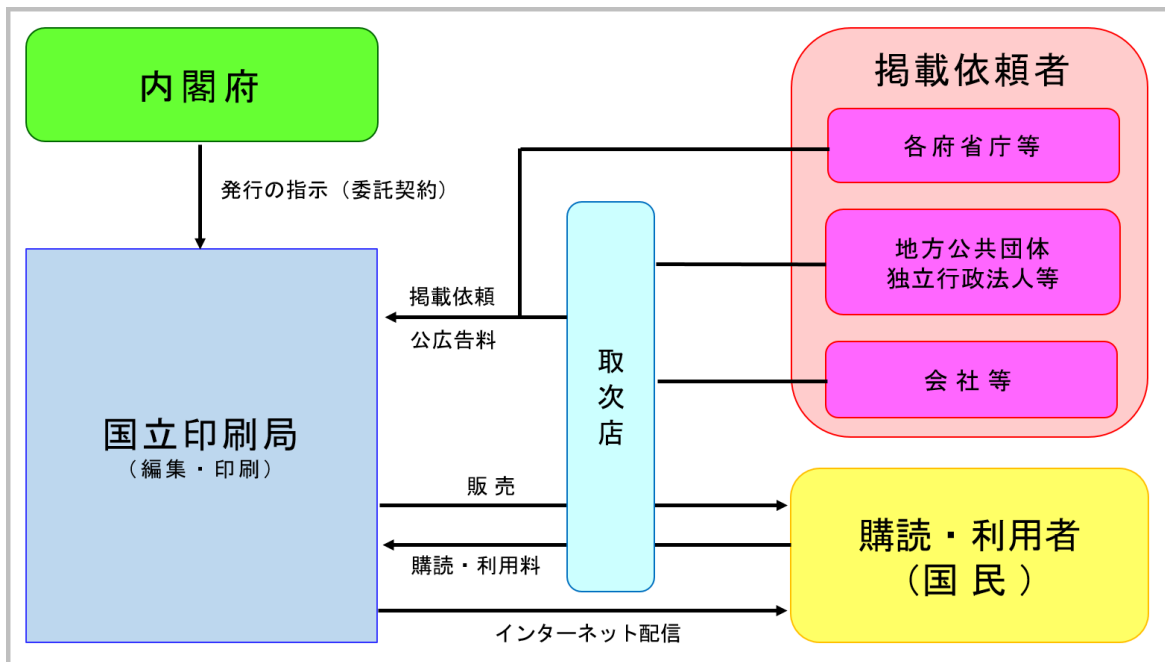 内閣府
発行の指示（委託契約）
国立印刷局
（編集・印刷）
掲載依頼
公広告料
取次店
掲載依頼者
各府省庁等
地方公共団体
独立行政法人等
会社等
販売
購読・利用料
インターネット配信
購読・利用者
（国民）